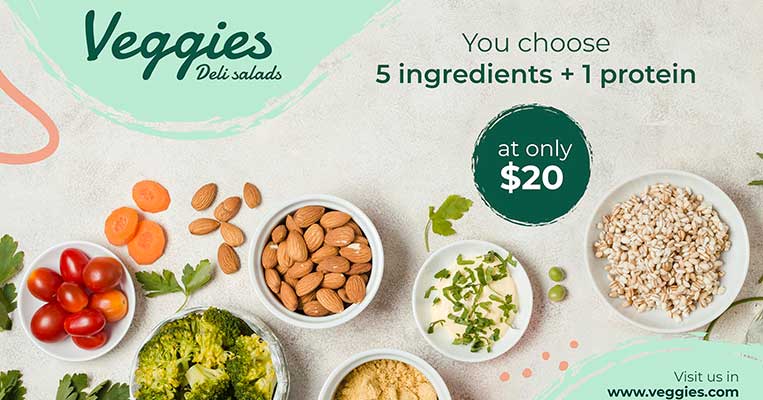 Veggies
Deli salads
You choose
5 ingredients + 1 protein
at only
$20
Visit us in
www.veggies.com